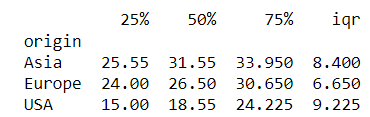 25% 50% 75% iqr
origin
Asia 25.55 31.55 33.950 8.400
Europe 24.00 26.50 30.650 6.650
USA 15.00 18.55 24.225 9.225